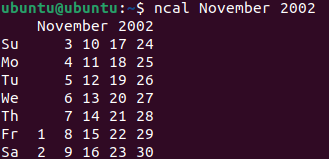 ubuntu@ubuntu:~$ ncal November 2002
    November 2002
Su     3 10 17 24
Mo     4 11 18 25
Tu     5 12 19 26
We     6 13 20 27
Th     7 14 21 28
Fr  1  8 15 22 29
Sa  2  9 16 23 30